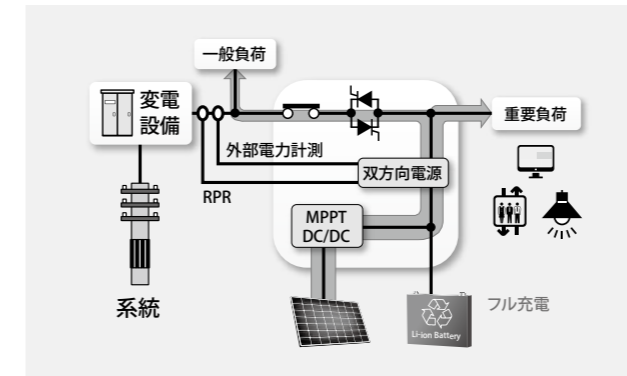 一般負荷
変電
設備
重要負荷
外部電力計測
双方向電源
RPR
MPPT
DC/DC
系統
フル充電
Li-ion Battery